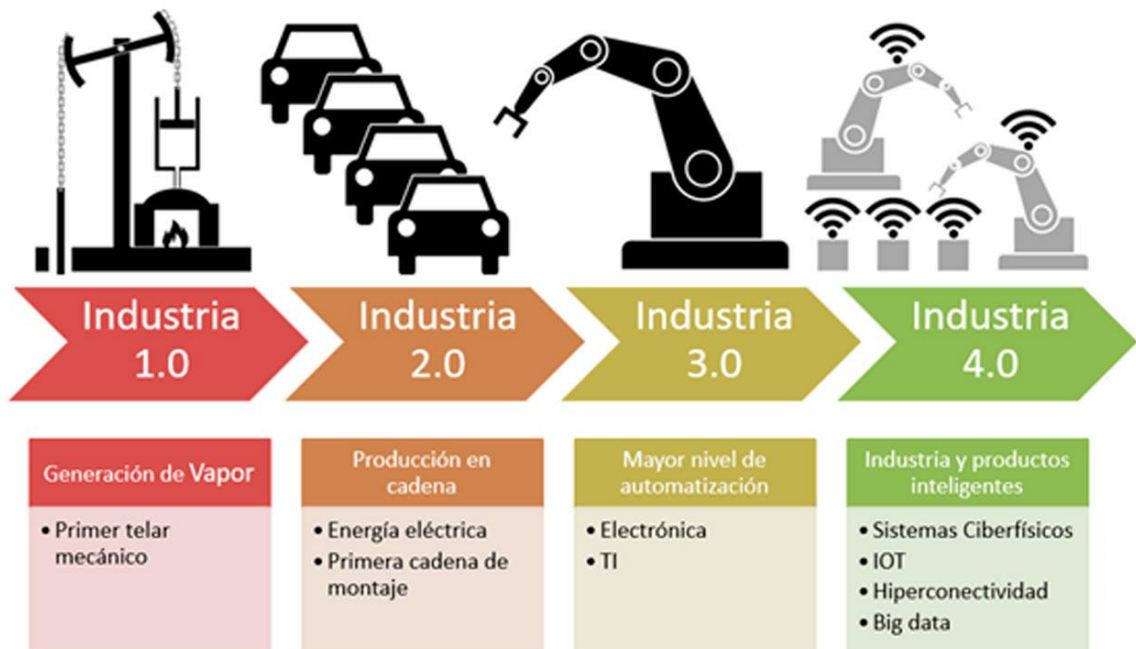 Industria
1.0
Industria
2.0
Industria
3.0
Industria
4.0
Generación de Vapor
• Primer telar
mecánico
Producción en
cadena
• Energía eléctrica
• Primera cadena de
montaje
Mayor nivel de
automatización
• Electrónica
• TI
Industria y productos
inteligentes
• Sistemas Ciberfísicos
• IOT
• Hiperconectividad
• Big data